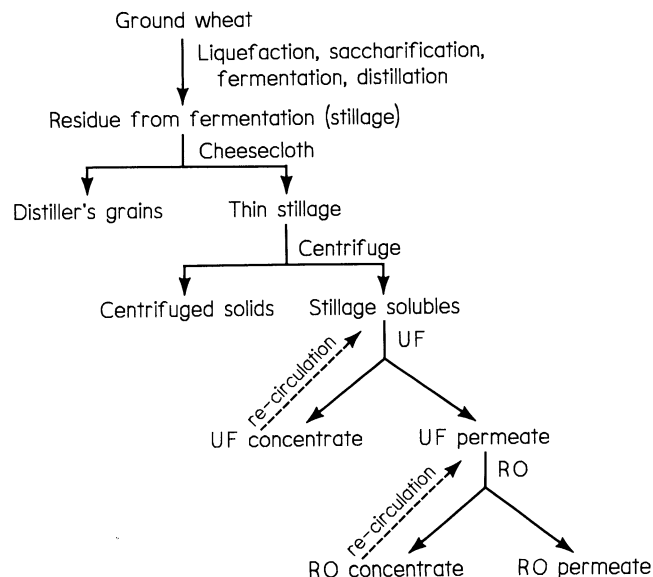 Ground wheat
Liquefaction, saccharification,
fermentation, distillation
Residue from fermentation (stillage)
Cheesecloth
Distiller's grains
Thin stillage
Centrifuge
Centrifuged solids
Stillage solubles
UF
re-circulation
UF concentrate
UF permeate
RO
re-circulation
RO concentrate
RO permeate